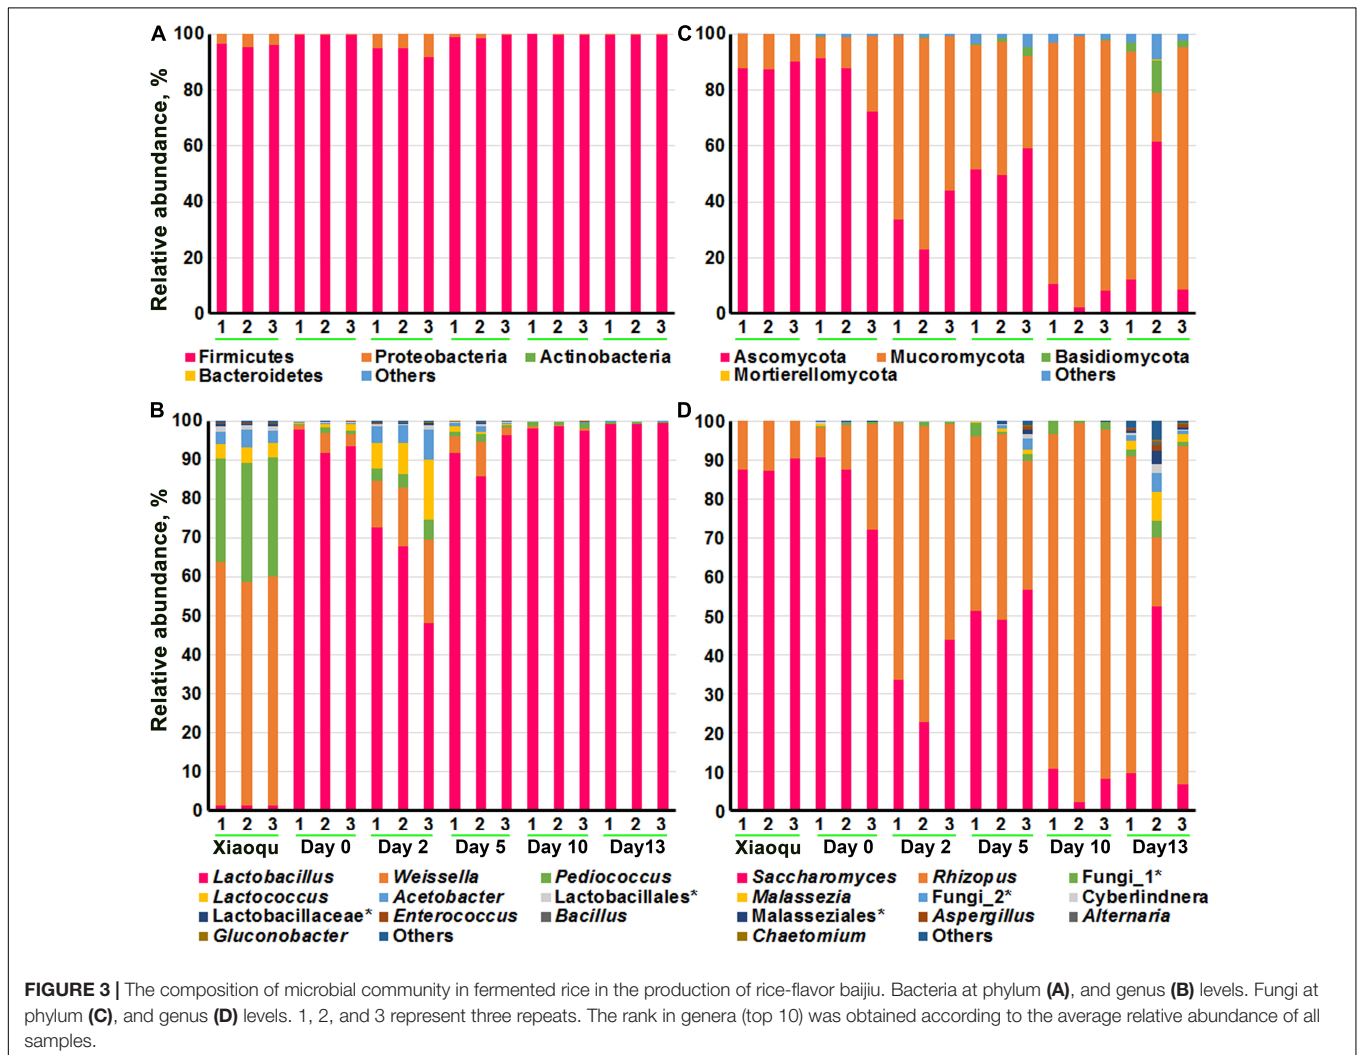 A
Relative abundance, %
100
80
60
40
20
0
1 2 3 1 2 3 1 2 3 1 2 3 1 2 3 1 2 3
Firmicutes Proteobacteria Actinobacteria
Bacteroidetes Others
C
100
80
60
40
20
0
1 2 3 1 2 3 1 2 3 1 2 3 1 2 3 1 2 3
Ascomycota Mucoromycota Basidiomycota
Mortierellomycota Others
B
Relative abundance, %
100
90
80
70
60
50
40
30
20
10
0
1 2 3 1 2 3 1 2 3 1 2 3 1 2 3 1 2 3
Xiaoqu Day 0 Day 2 Day 5 Day 10 Day13
Lactobacillus Weissella Pediococcus
Lactococcus Acetobacter Lactobacillales*
Lactobacillaceae* Enterococcus Bacillus
Gluconobacter Others
D
100
90
80
70
60
50
40
30
20
10
0
1 2 3 1 2 3 1 2 3 1 2 3 1 2 3 1 2 3
Xiaoqu Day 0 Day 2 Day 5 Day 10 Day13
Saccharomyces Rhizopus Fungi_1*
Malassezia Fungi_2* Cyberlindnera
Malasseziales* Aspergillus Alternaria
Chaetomium Others
FIGURE 3 | The composition of microbial community in fermented rice in the production of rice-flavor baijiu. Bacteria at phylum (A), and genus (B) levels. Fungi at
phylum (C), and genus (D) levels. 1, 2, and 3 represent three repeats. The rank in genera (top 10) was obtained according to the average relative abundance of all
samples.